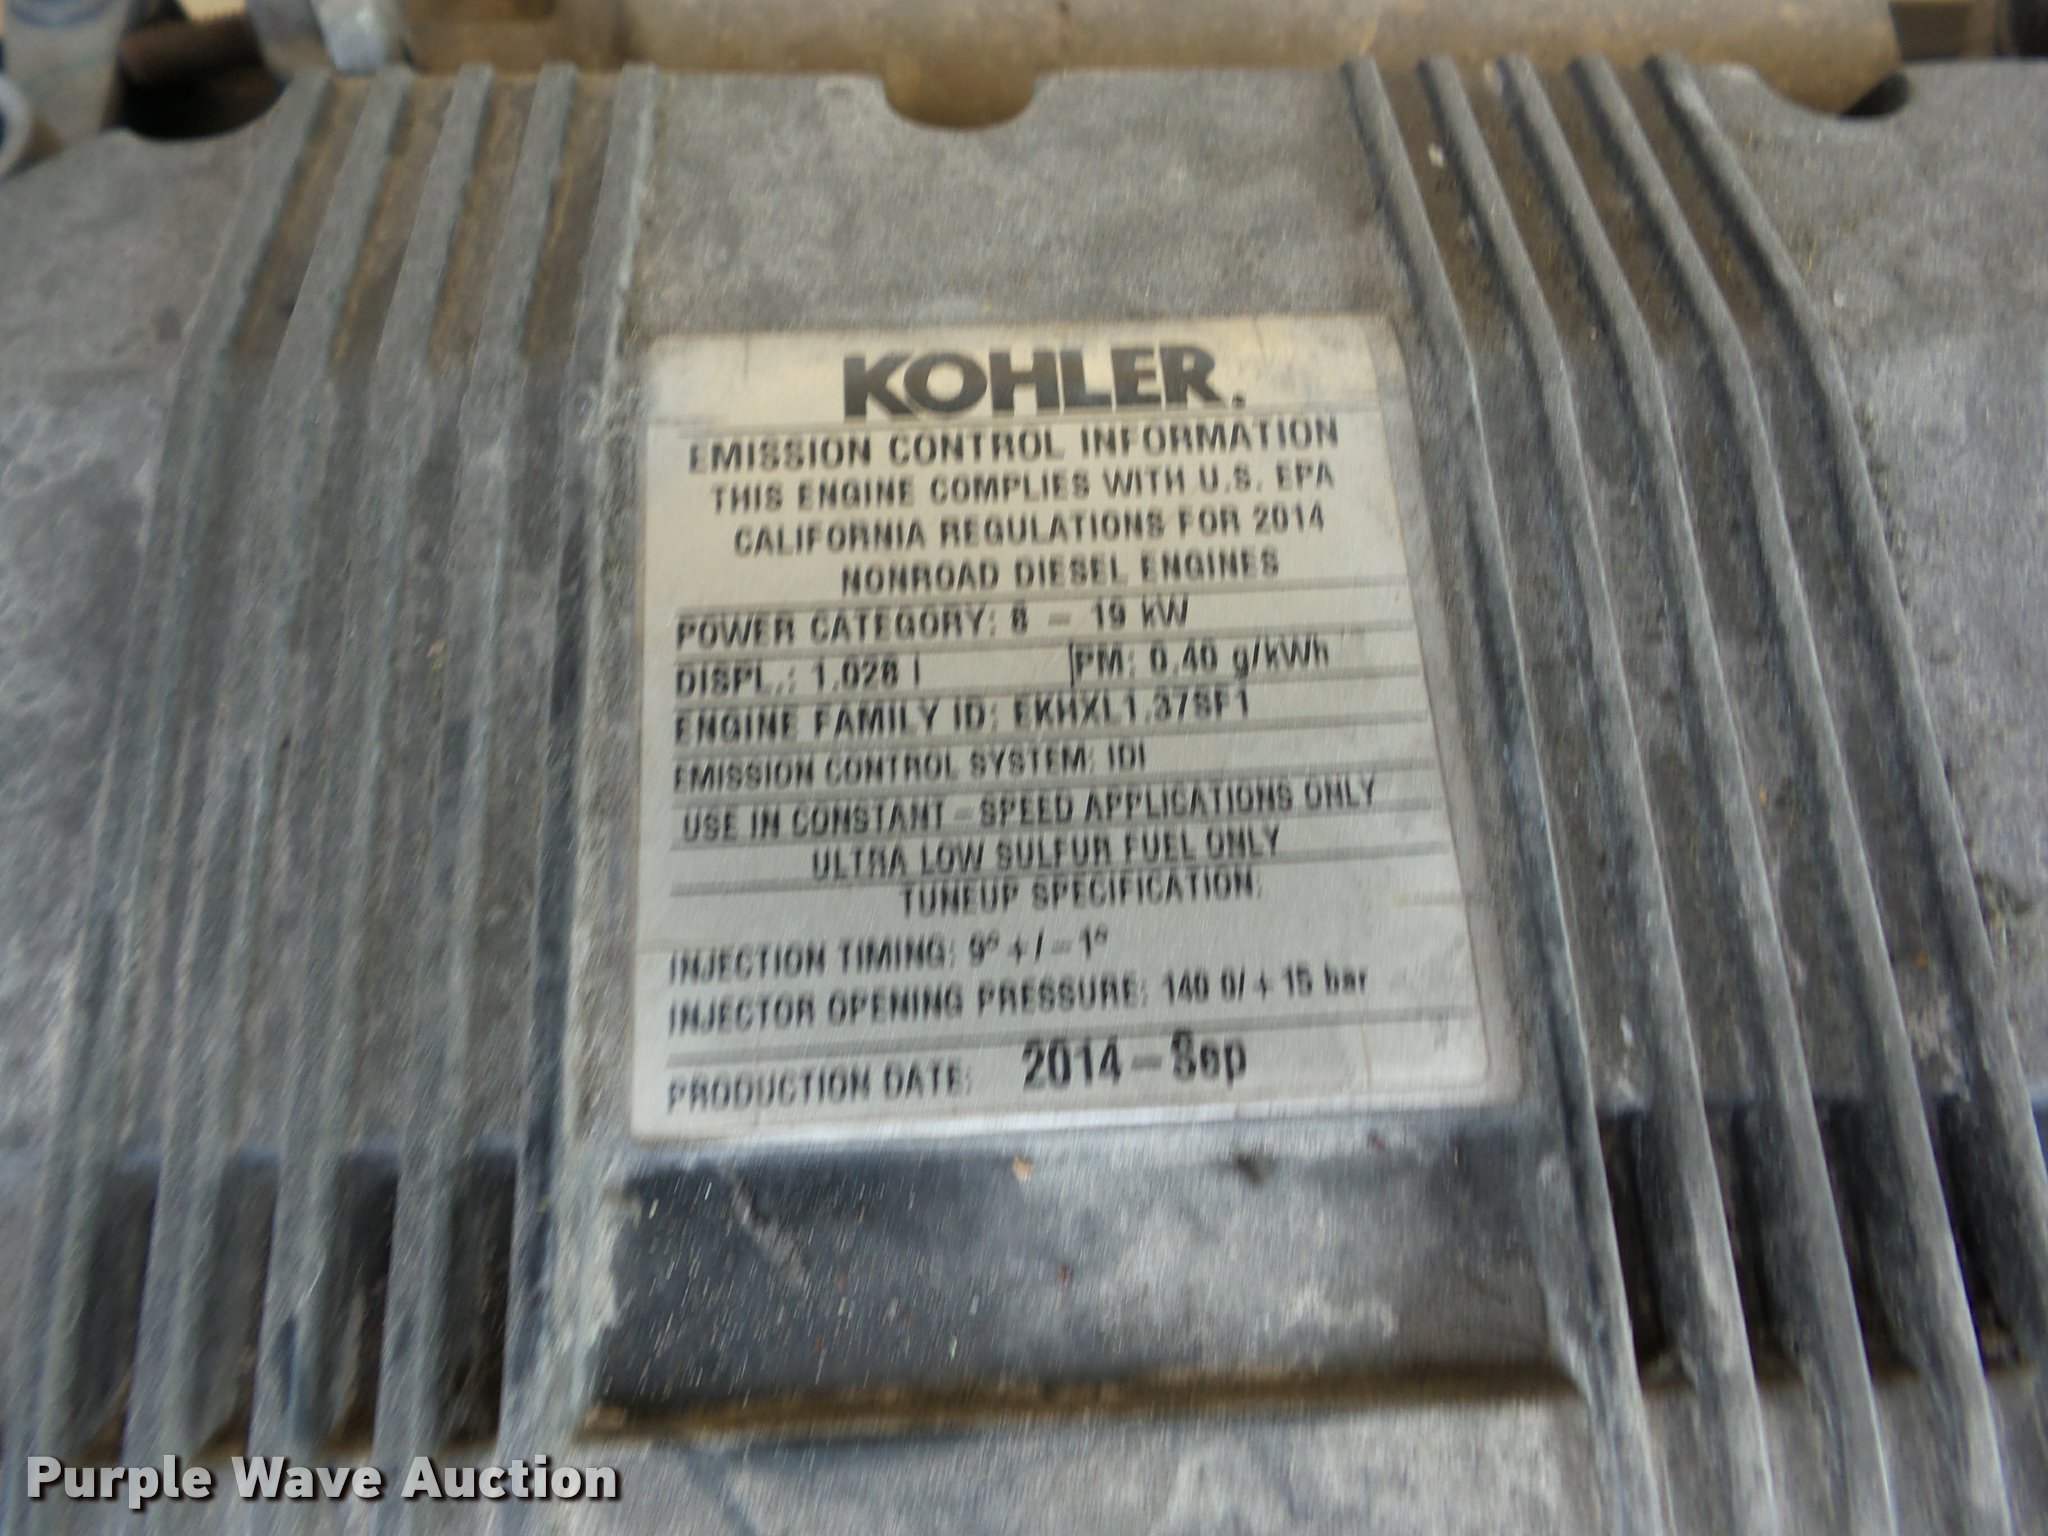 KOHLER.
EMISSION CONTROL INFORMATION
THIS ENGINE COMPLIES WITH U.S. EPA
CALIFORNIA REGULATIONS FOR 2014
NONROAD DIESEL ENGINES
POWER CATEGORY: 8 – 19 kW
DISPL.: 1.028 l PM: 0.40 g/kWh
ENGINE FAMILY ID: EKHXL1.37SF1
EMISSION CONTROL SYSTEM: IDI
USE IN CONSTANT – SPEED APPLICATIONS ONLY
ULTRA LOW SULFUR FUEL ONLY
TUNEUP SPECIFICATION:
INJECTION TIMING: 9° +/– 1°
INJECTOR OPENING PRESSURE: 140 0/+ 15 bar
PRODUCTION DATE: 2014–Sep
Purple Wave Auction